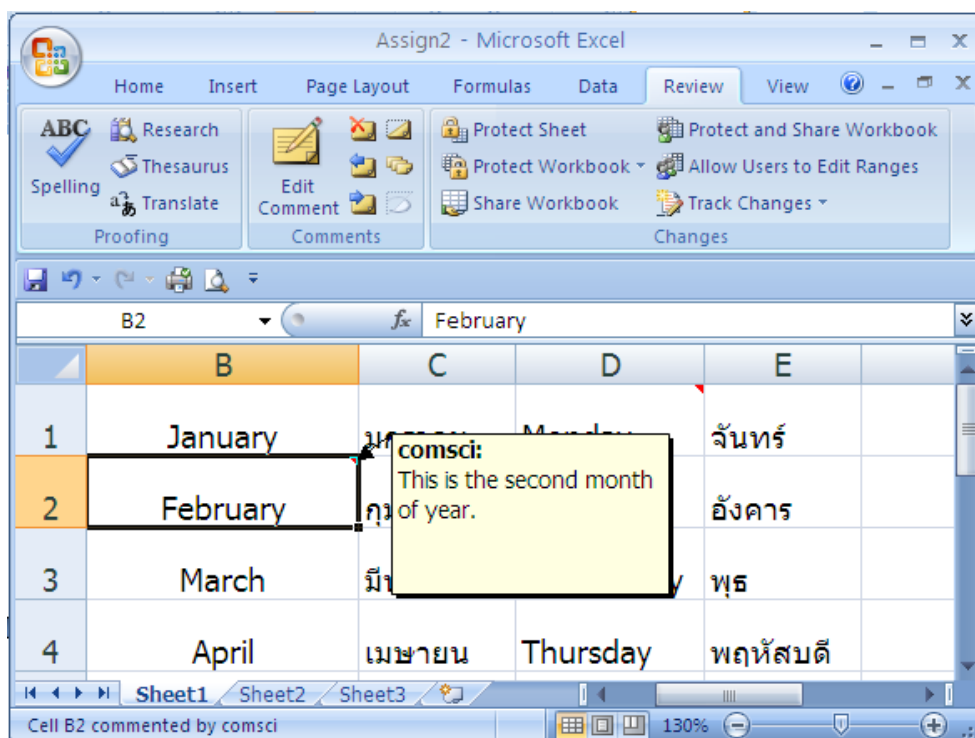 Assign2 - Microsoft Excel
Home Insert Page Layout Formulas Data Review View
ABC Research Protect Sheet Protect and Share Workbook
Thesaurus Protect Workbook Allow Users to Edit Ranges
Spelling Translate Edit Comment Share Workbook Track Changes
Proofing Comments Changes
B2 fx February
B C D E
1 January จันทร์
comsci:
This is the second month
of year.
2 February อังคาร
3 March พุธ
4 April เมษายน Thursday พฤหัสบดี
Sheet1 Sheet2 Sheet3
Cell B2 commented by comsci 130%